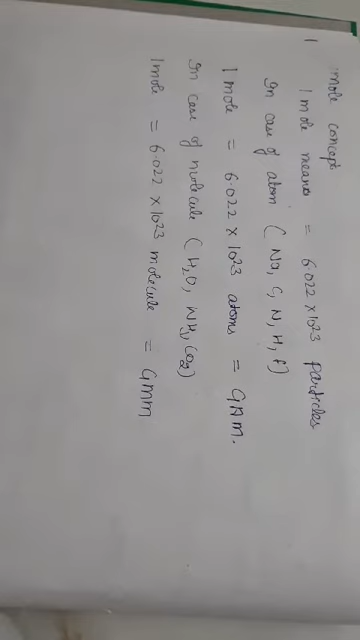 1 mole concept
1 mole means = 6.022 × 10²³ particles
In case of atom ( Na, C, N, H, P)
1 mole = 6.022 × 10²³ atoms = GAM.
In case of molecule ( H₂O, NH₃, CO₂)
1 mole = 6.022 × 10²³ molecule = GMM